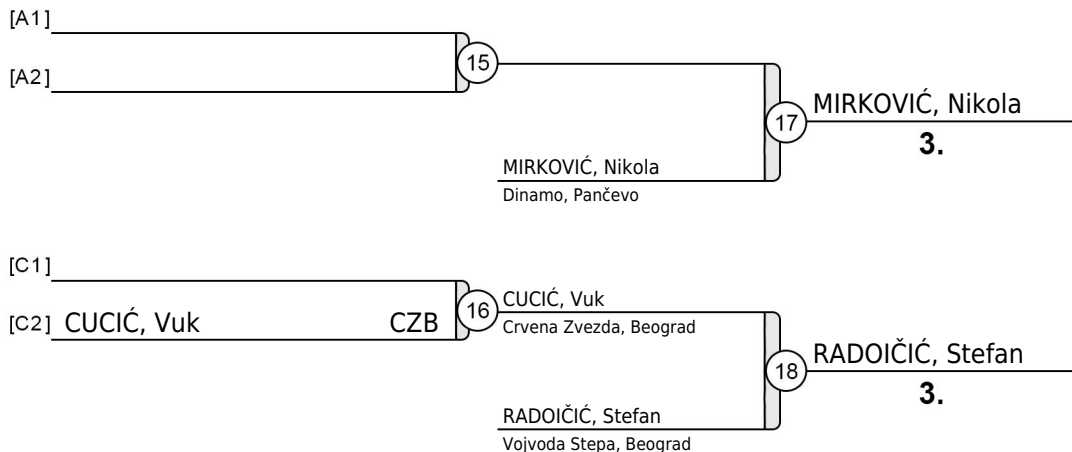 [A1]
15
[A2]
MIRKOVIĆ, Nikola
17
3.
MIRKOVIĆ, Nikola
Dinamo, Pančevo
[C1]
CUCIĆ, Vuk
16
[C2] CUCIĆ, Vuk CZB
Crvena Zvezda, Beograd
RADOIČIĆ, Stefan
18
3.
RADOIČIĆ, Stefan
Vojvoda Stepa, Beograd